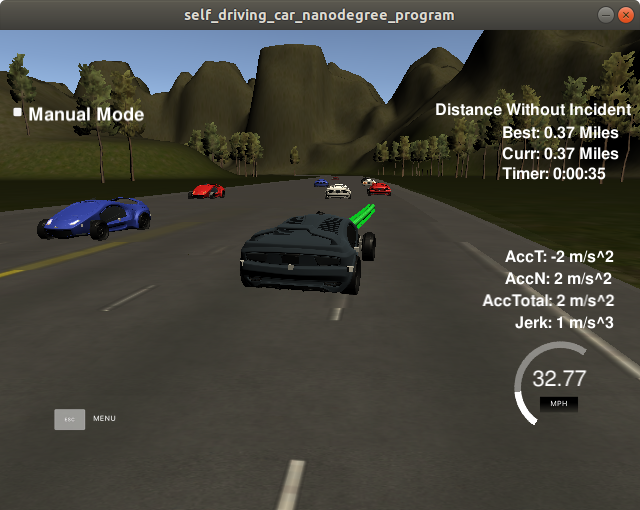 self_driving_car_nanodegree_program
Manual Mode
Distance Without Incident
Best: 0.37 Miles
Curr: 0.37 Miles
Timer: 0:00:35
AccT: -2 m/s^2
AccN: 2 m/s^2
AccTotal: 2 m/s^2
Jerk: 1 m/s^3
32.77
MPH
ESC MENU